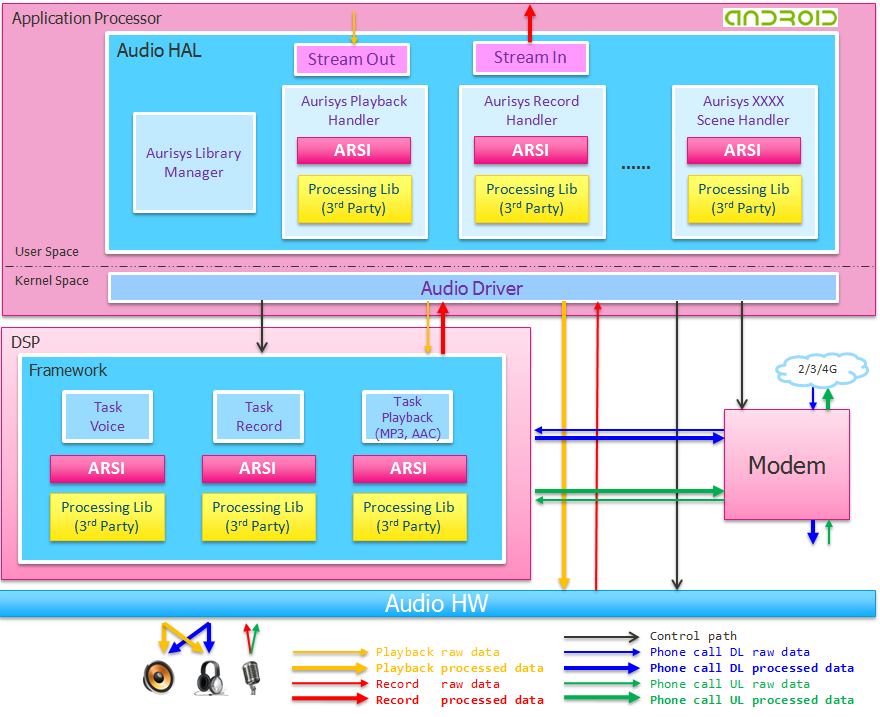 Application Processor
ANDROID
Audio HAL
Stream Out
Stream In
Aurisys Library
Manager
Aurisys Playback
Handler
ARSI
Processing Lib
(3rd Party)
Aurisys Record
Handler
ARSI
Processing Lib
(3rd Party)
......
Aurisys XXXX
Scene Handler
ARSI
Processing Lib
(3rd Party)
User Space
Kernel Space
Audio Driver
DSP
Framework
Task
Voice
ARSI
Processing Lib
(3rd Party)
Task
Record
ARSI
Processing Lib
(3rd Party)
Task
Playback
(MP3, AAC)
ARSI
Processing Lib
(3rd Party)
2/3/4G
Modem
Audio HW
Playback raw data
Playback processed data
Record raw data
Record processed data
Control path
Phone call DL raw data
Phone call DL processed data
Phone call UL raw data
Phone call UL processed data